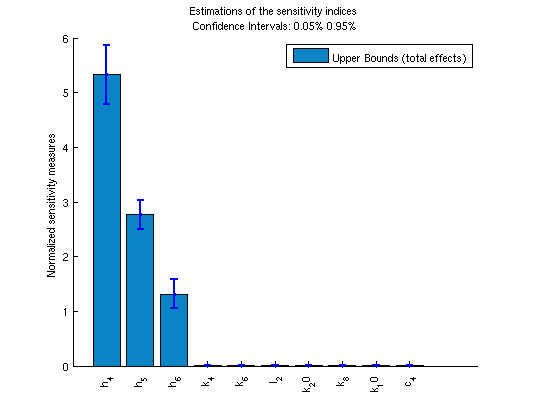 Estimations of the sensitivity indices
Confidence Intervals: 0.05% 0.95%
Upper Bounds (total effects)
Normalized sensitivity measures
6
5
4
3
2
1
0
h4
h5
h6
k4
k6
l2
k20
k8
k10
c4